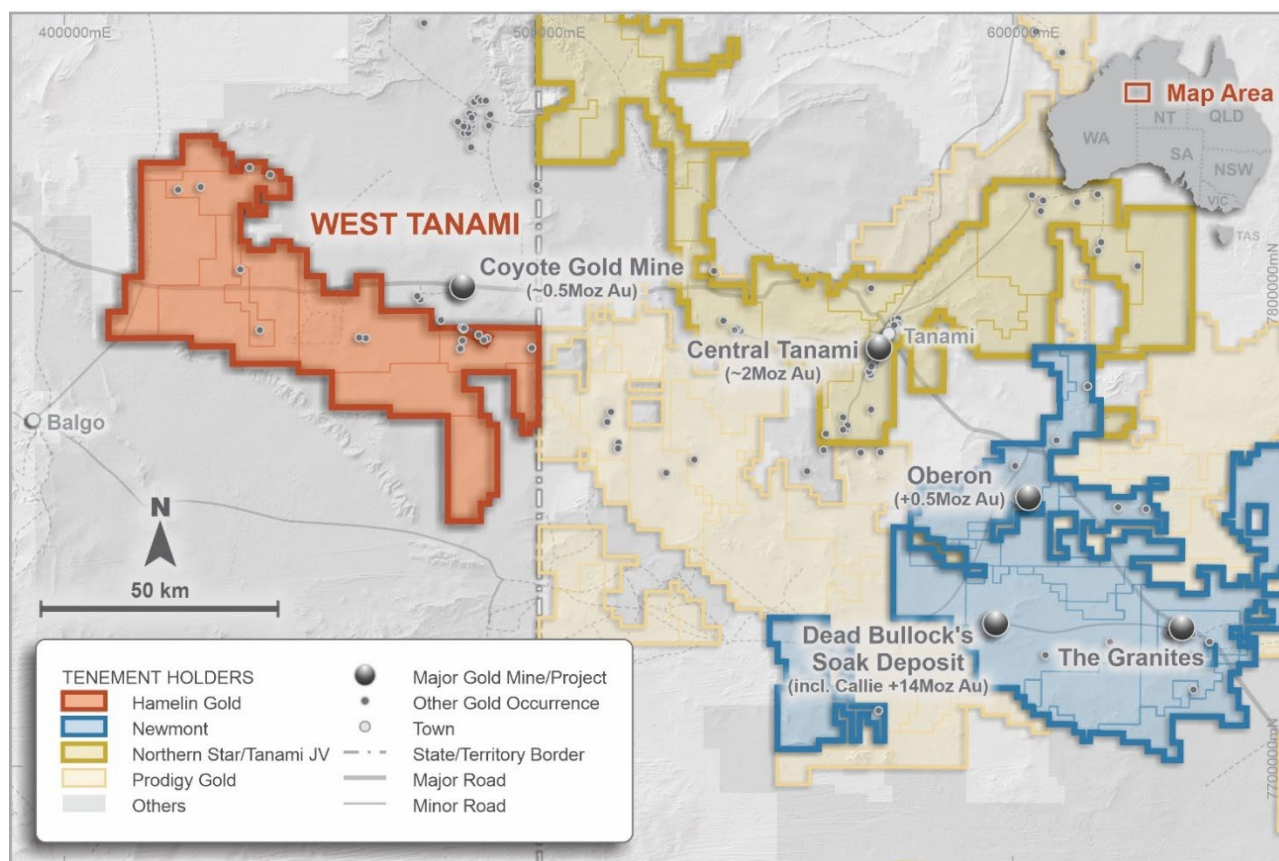 400000mE
500000mE
600000mE
Map Area
NT
QLD
WA
SA
NSW
VIC
TAS
WEST TANAMI
Coyote Gold Mine
(~0.5Moz Au)
7800000mN
Tanami
Central Tanami
(~2Moz Au)
Balgo
Oberon
(+0.5Moz Au)
N
50 km
Dead Bullock's
Soak Deposit
(incl. Callie +14Moz Au)
The Granites
7700000mN
TENEMENT HOLDERS
Hamelin Gold
Newmont
Northern Star/Tanami JV
Prodigy Gold
Others
Major Gold Mine/Project
Other Gold Occurrence
Town
State/Territory Border
Major Road
Minor Road